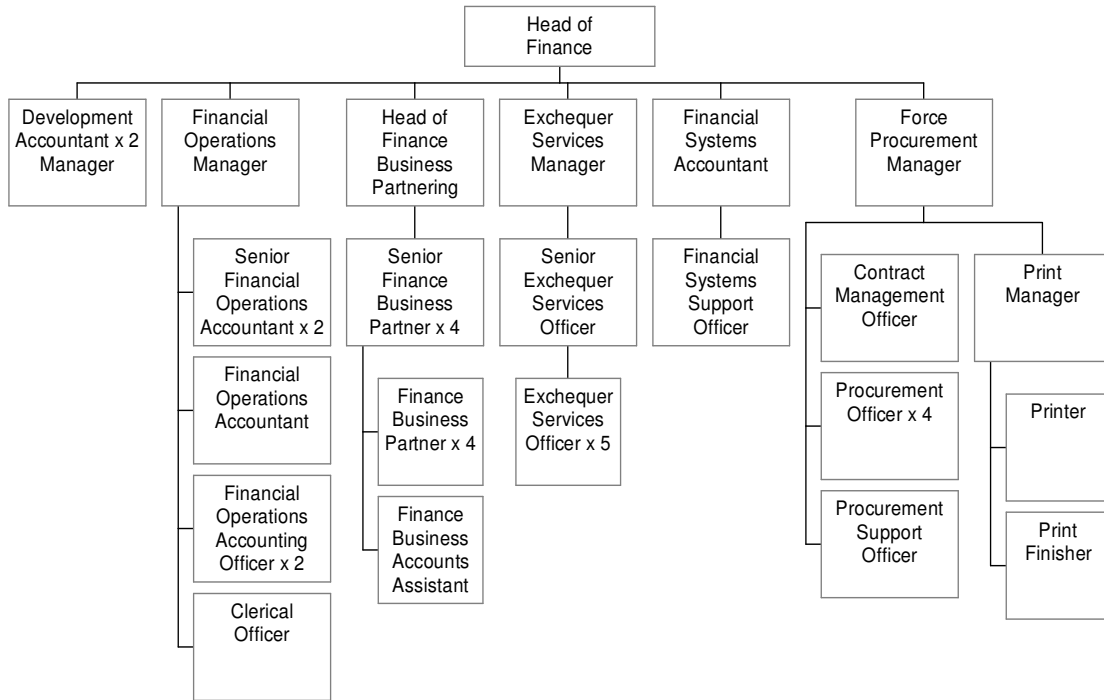 Head of
Finance
Development
Accountant x 2
Manager
Financial
Operations
Manager
Head of
Finance
Business
Partnering
Exchequer
Services
Manager
Financial
Systems
Accountant
Force
Procurement
Manager
Senior
Financial
Operations
Accountant x 2
Financial
Operations
Accountant
Financial
Operations
Accounting
Officer x 2
Clerical
Officer
Senior
Finance
Business
Partner x 4
Finance
Business
Partner x 4
Finance
Business
Accounts
Assistant
Senior
Exchequer
Services
Officer
Exchequer
Services
Officer x 5
Financial
Systems
Support
Officer
Contract
Management
Officer
Procurement
Officer x 4
Procurement
Support
Officer
Print
Manager
Printer
Print
Finisher